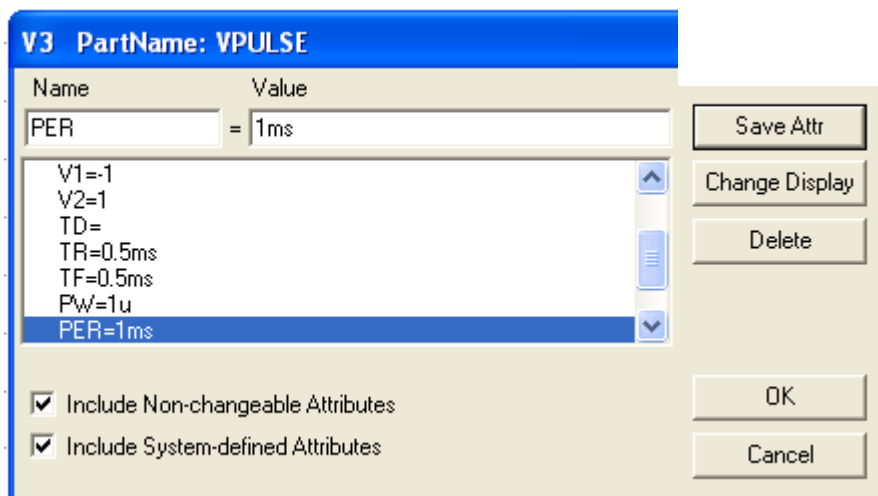 V3 PartName: VPULSE
Name Value
PER = 1ms
Save Attr
V1=-1
V2=1
TD=
TR=0.5ms
TF=0.5ms
PW=1u
PER=1ms
Change Display
Delete
Include Non-changeable Attributes
Include System-defined Attributes
OK
Cancel